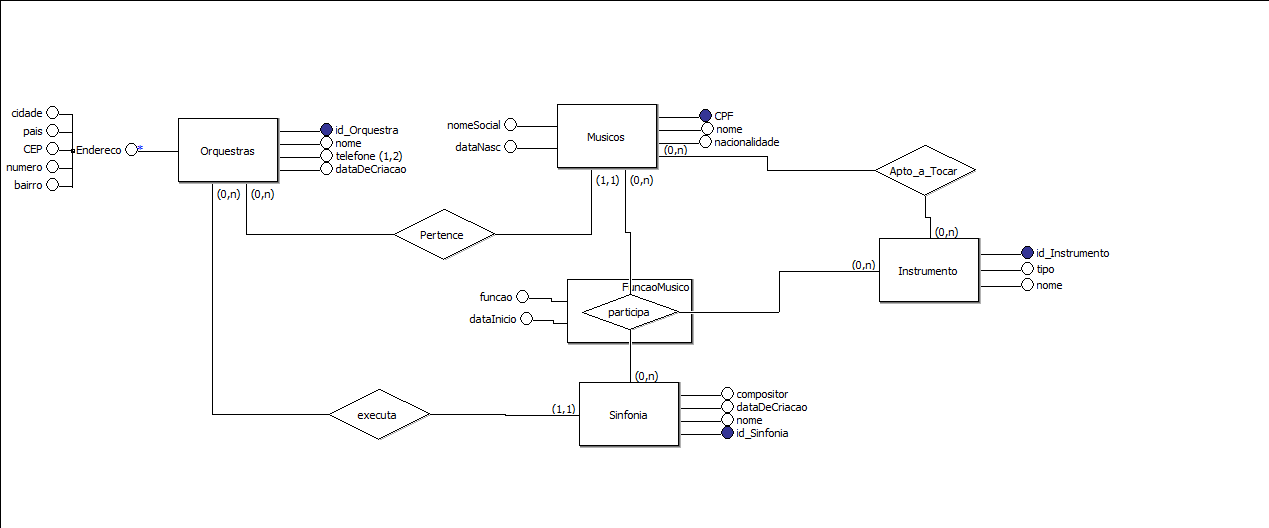 cidade
pais
CEP
numero
bairro
Endereco *
Orquestras
id_Orquestra
nome
telefone (1,2)
dataDeCriacao
(0,n)
(0,n)
Pertence
nomeSocial
dataNasc
Musicos
CPF
nome
nacionalidade
(0,n)
(1,1)
(0,n)
Apto_a_Tocar
(0,n)
Instrumento
id_Instrumento
tipo
nome
(0,n)
FuncaoMusico
funcao
dataInicio
participa
(0,n)
executa
(1,1)
Sinfonia
compositor
dataDeCriacao
nome
id_Sinfonia